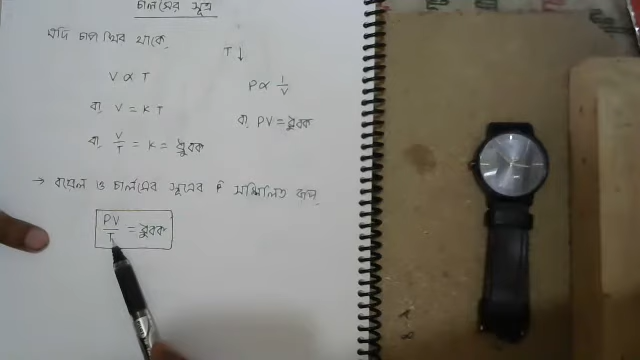 চার্লসের সূত্র
যদি চাপ স্থির থাকে,
V ∝ T
বা, V = K T
বা, V/T = K = ধ্রুবক
T↓
P ∝ 1/V
বা, PV = ধ্রুবক
→ বয়েল ও চার্লসের সূত্রের সম্মিলিত রূপ,
PV/T = ধ্রুবক